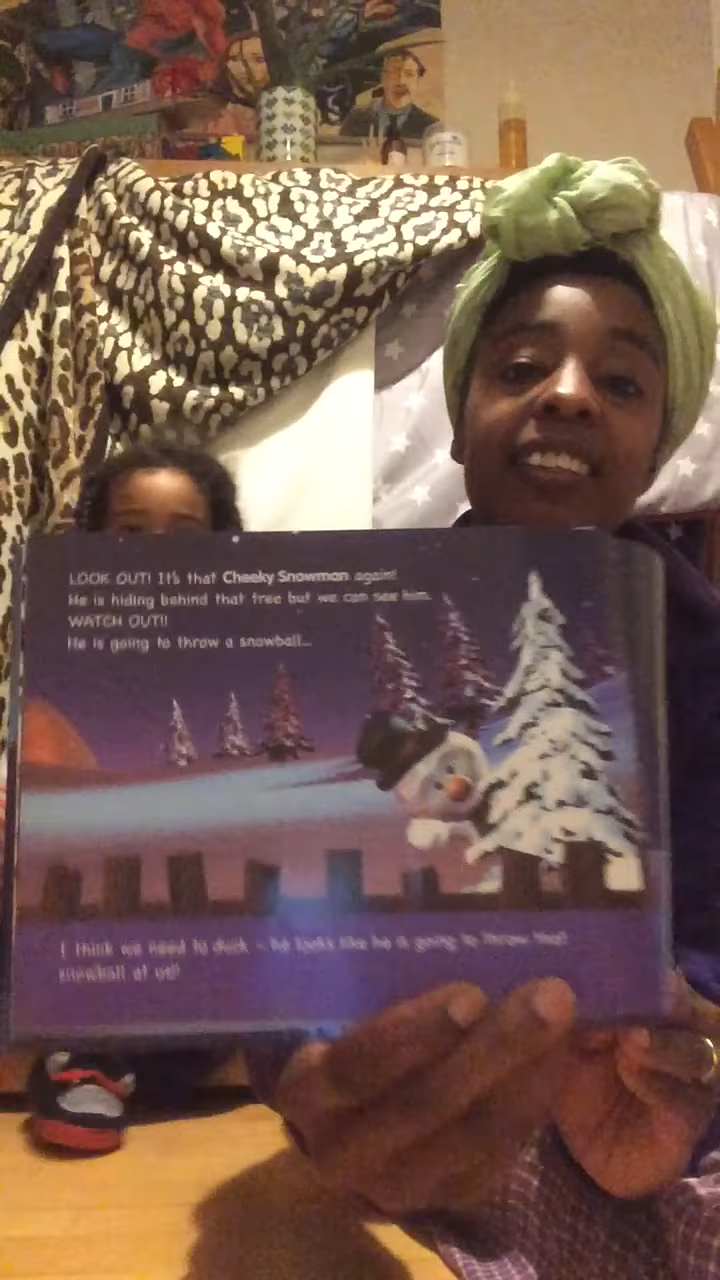 LOOK OUT! It's that Cheeky Snowman again!
He is hiding behind that tree but we can see him.
WATCH OUT!!
He is going to throw a snowball...
I think we need to duck - he looks like he is going to throw that
snowball at us!!